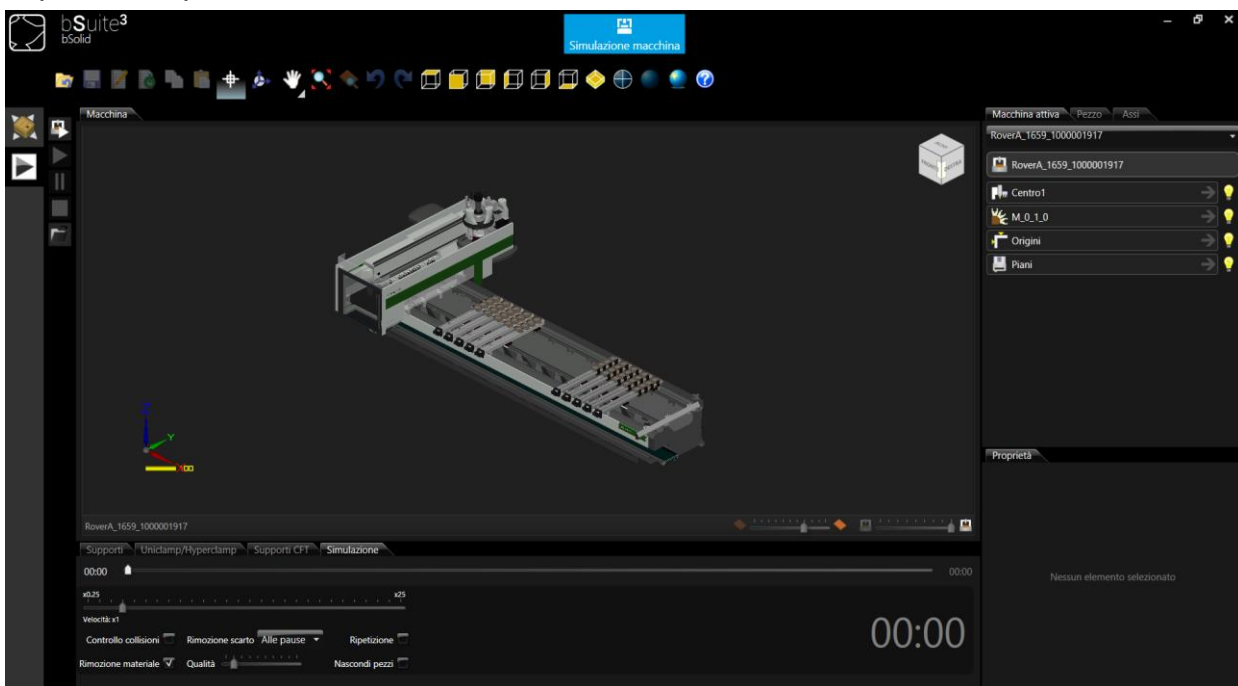 bSuite³
bSolid
Simulazione macchina
Macchina
Macchina attiva Pezzo Assi
RoverA_1659_1000001917
RoverA_1659_1000001917
Centro1
M_0_1_0
Origini
Piani
Z
Y
X
100
RoverA_1659_1000001917
Proprietà
Nessun elemento selezionato
Supporti Uniclamp/Hyperclamp Supporti CFT Simulazione
00:00 00:00
x0.25 x25
Velocità: x1
00:00
Controllo collisioni Rimozione scarto Alle pause Ripetizione
Rimozione materiale Qualità Nascondi pezzi